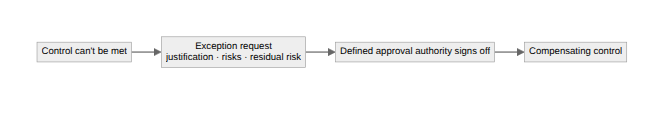 Control can't be met
Exception request
justification · risks · residual risk
Defined approval authority signs off
Compensating control